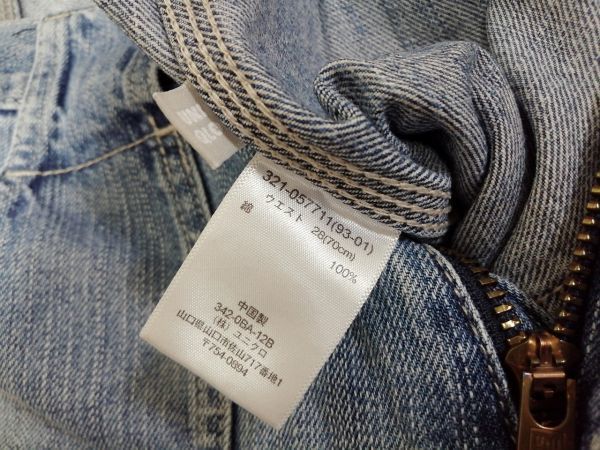 321-057711(93-01)
ウエスト 28(70cm)
綿 100%
中国製
342-0BA-12B
(株)ユニクロ
山口県山口市佐山717番地1
〒754-0894